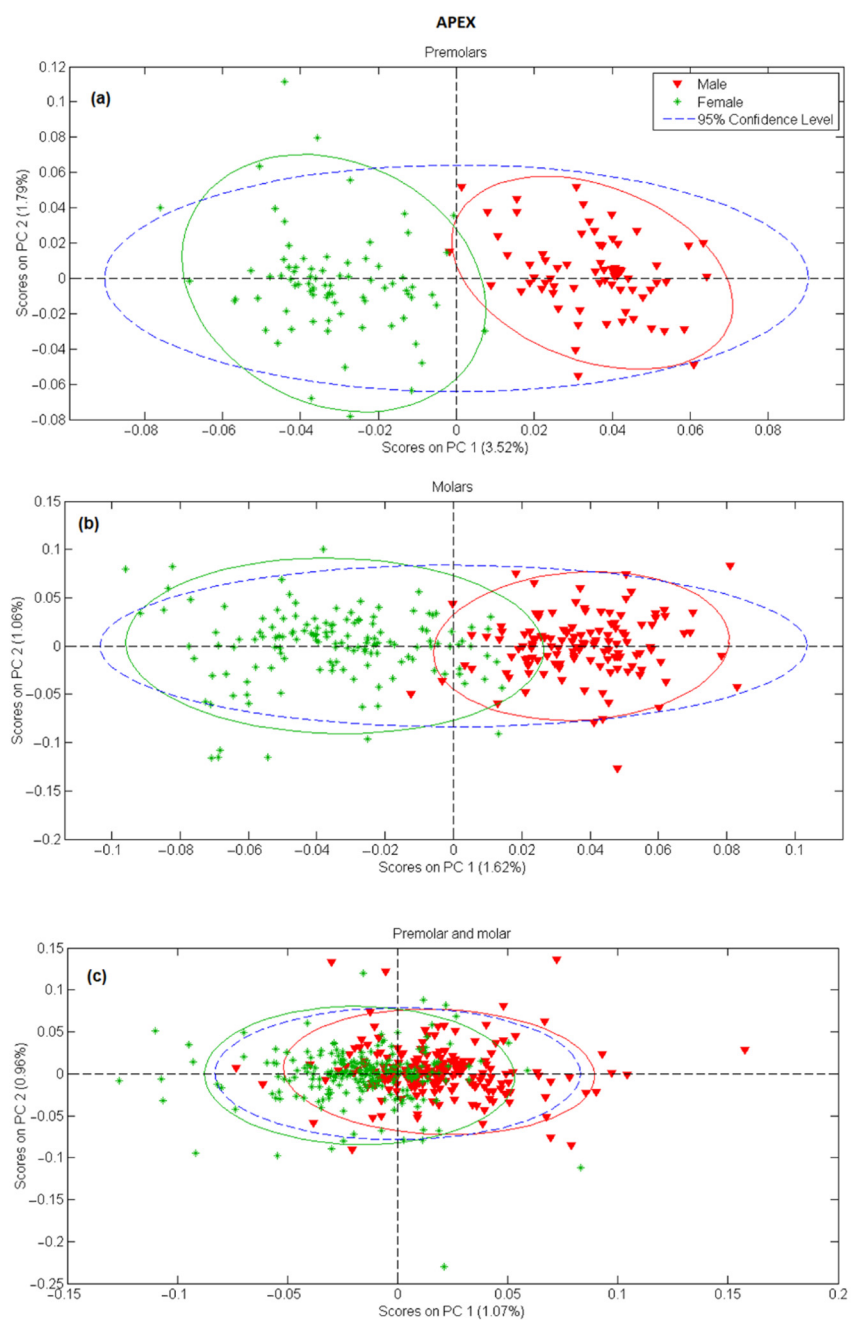 APEX
Premolars
(a)
Male
Female
95% Confidence Level
0.12
0.1
0.08
0.06
0.04
0.02
0
−0.02
−0.04
−0.06
−0.08
Scores on PC 2 (1.79%)
−0.08 −0.06 −0.04 −0.02 0 0.02 0.04 0.06 0.08
Scores on PC 1 (3.52%)
Molars
(b)
0.15
0.1
0.05
0
−0.05
−0.1
−0.15
−0.2
Scores on PC 2 (1.06%)
−0.1 −0.08 −0.06 −0.04 −0.02 0 0.02 0.04 0.06 0.08 0.1
Scores on PC 1 (1.62%)
Premolar and molar
(c)
0.15
0.1
0.05
0
−0.05
−0.1
−0.15
−0.2
−0.25
Scores on PC 2 (0.96%)
−0.15 −0.1 −0.05 0 0.05 0.1 0.15 0.2
Scores on PC 1 (1.07%)